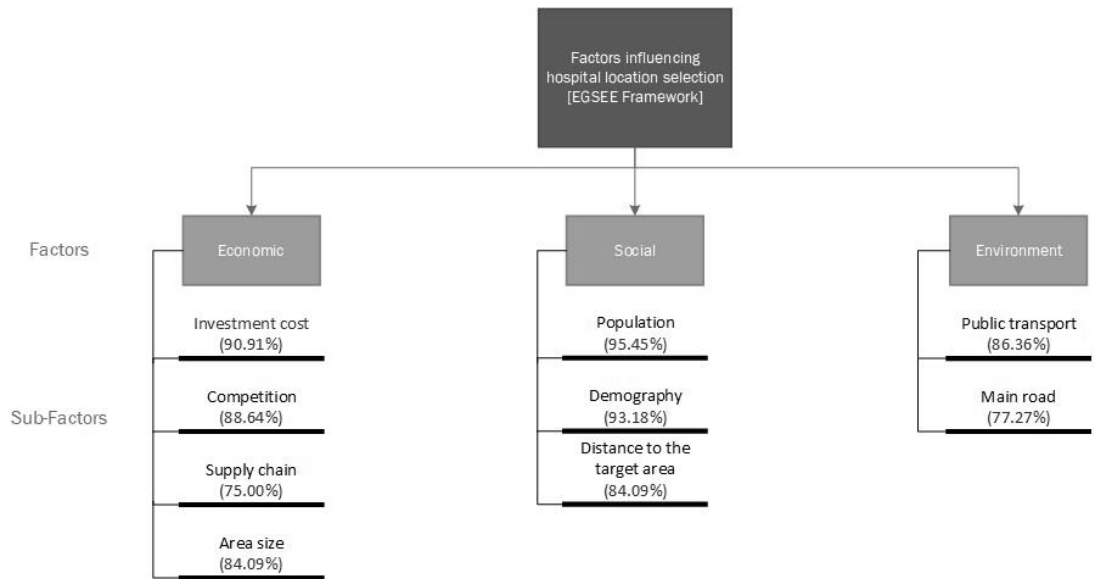 Factors influencing
hospital location selection
[EGSEE Framework]
Factors
Economic
Social
Environment
Sub-Factors
Investment cost
(90.91%)
Competition
(88.64%)
Supply chain
(75.00%)
Area size
(84.09%)
Population
(95.45%)
Demography
(93.18%)
Distance to the
target area
(84.09%)
Public transport
(86.36%)
Main road
(77.27%)